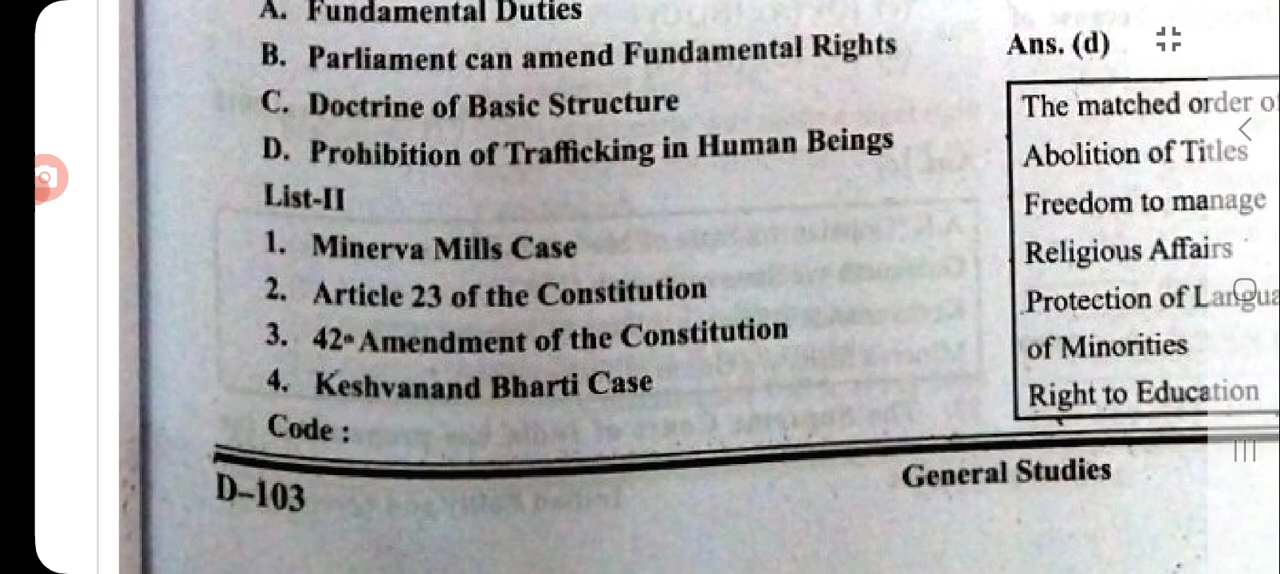 A. Fundamental Duties
B. Parliament can amend Fundamental Rights
C. Doctrine of Basic Structure
D. Prohibition of Trafficking in Human Beings
List-II
1. Minerva Mills Case
2. Article 23 of the Constitution
3. 42ⁿ Amendment of the Constitution
4. Keshvanand Bharti Case
Code :
D–103
Ans. (d)
The matched order
Abolition of Titles
Freedom to manage
Religious Affairs
Protection of
of Minorities
Right to Education
General Studies